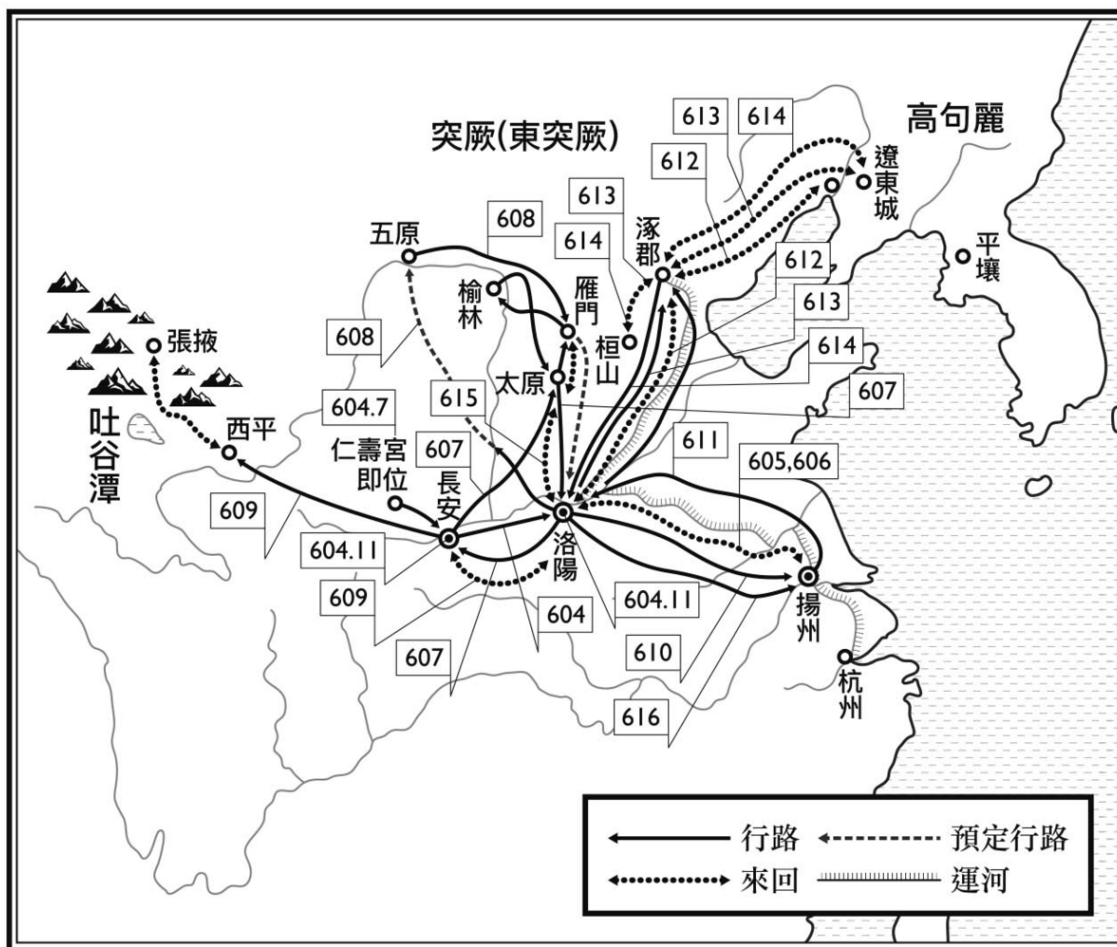 突厥(東突厥)
高句麗
613
614
612
遼東城
613
614
涿郡
612
613
614
607
平壤
五原
608
榆林
雁門
桓山
608
太原
張掖
吐谷潭
西平
604.7
仁壽宮
即位
607
長安
615
611
605,606
609
604.11
洛陽
609
604
604.11
揚州
607
610
616
杭州
行路
預定行路
來回
運河